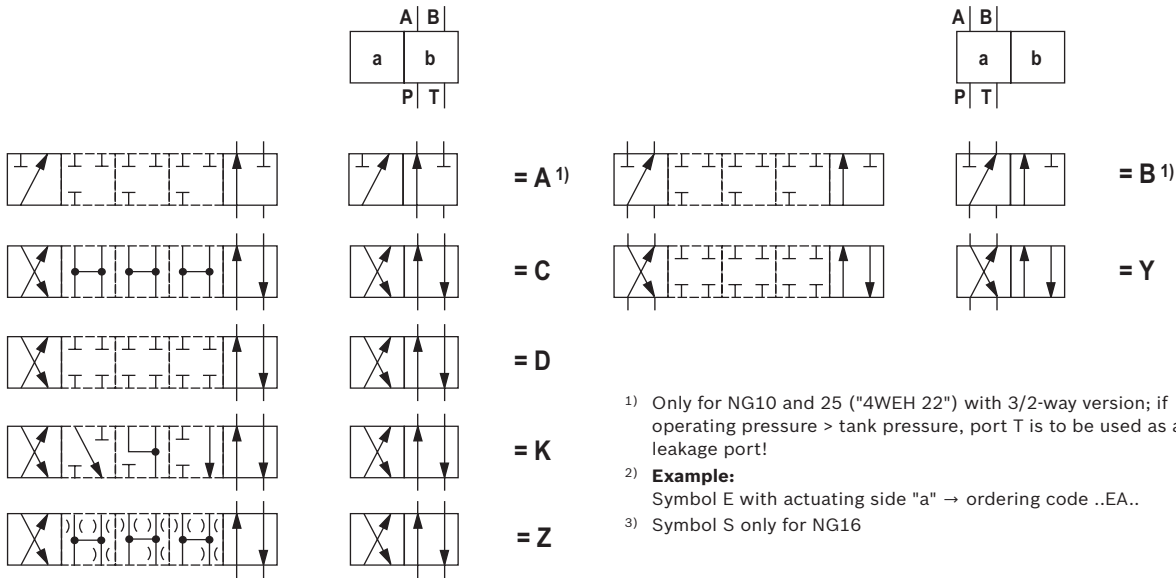 A B
a b
P T
A B
a b
P T
= A 1)
= B 1)
= C
= Y
= D
= K
= Z
1) Only for NG10 and 25 ("4WEH 22") with 3/2-way version; if
operating pressure > tank pressure, port T is to be used as a
leakage port!
2) Example:
Symbol E with actuating side "a" → ordering code ..EA..
3) Symbol S only for NG16